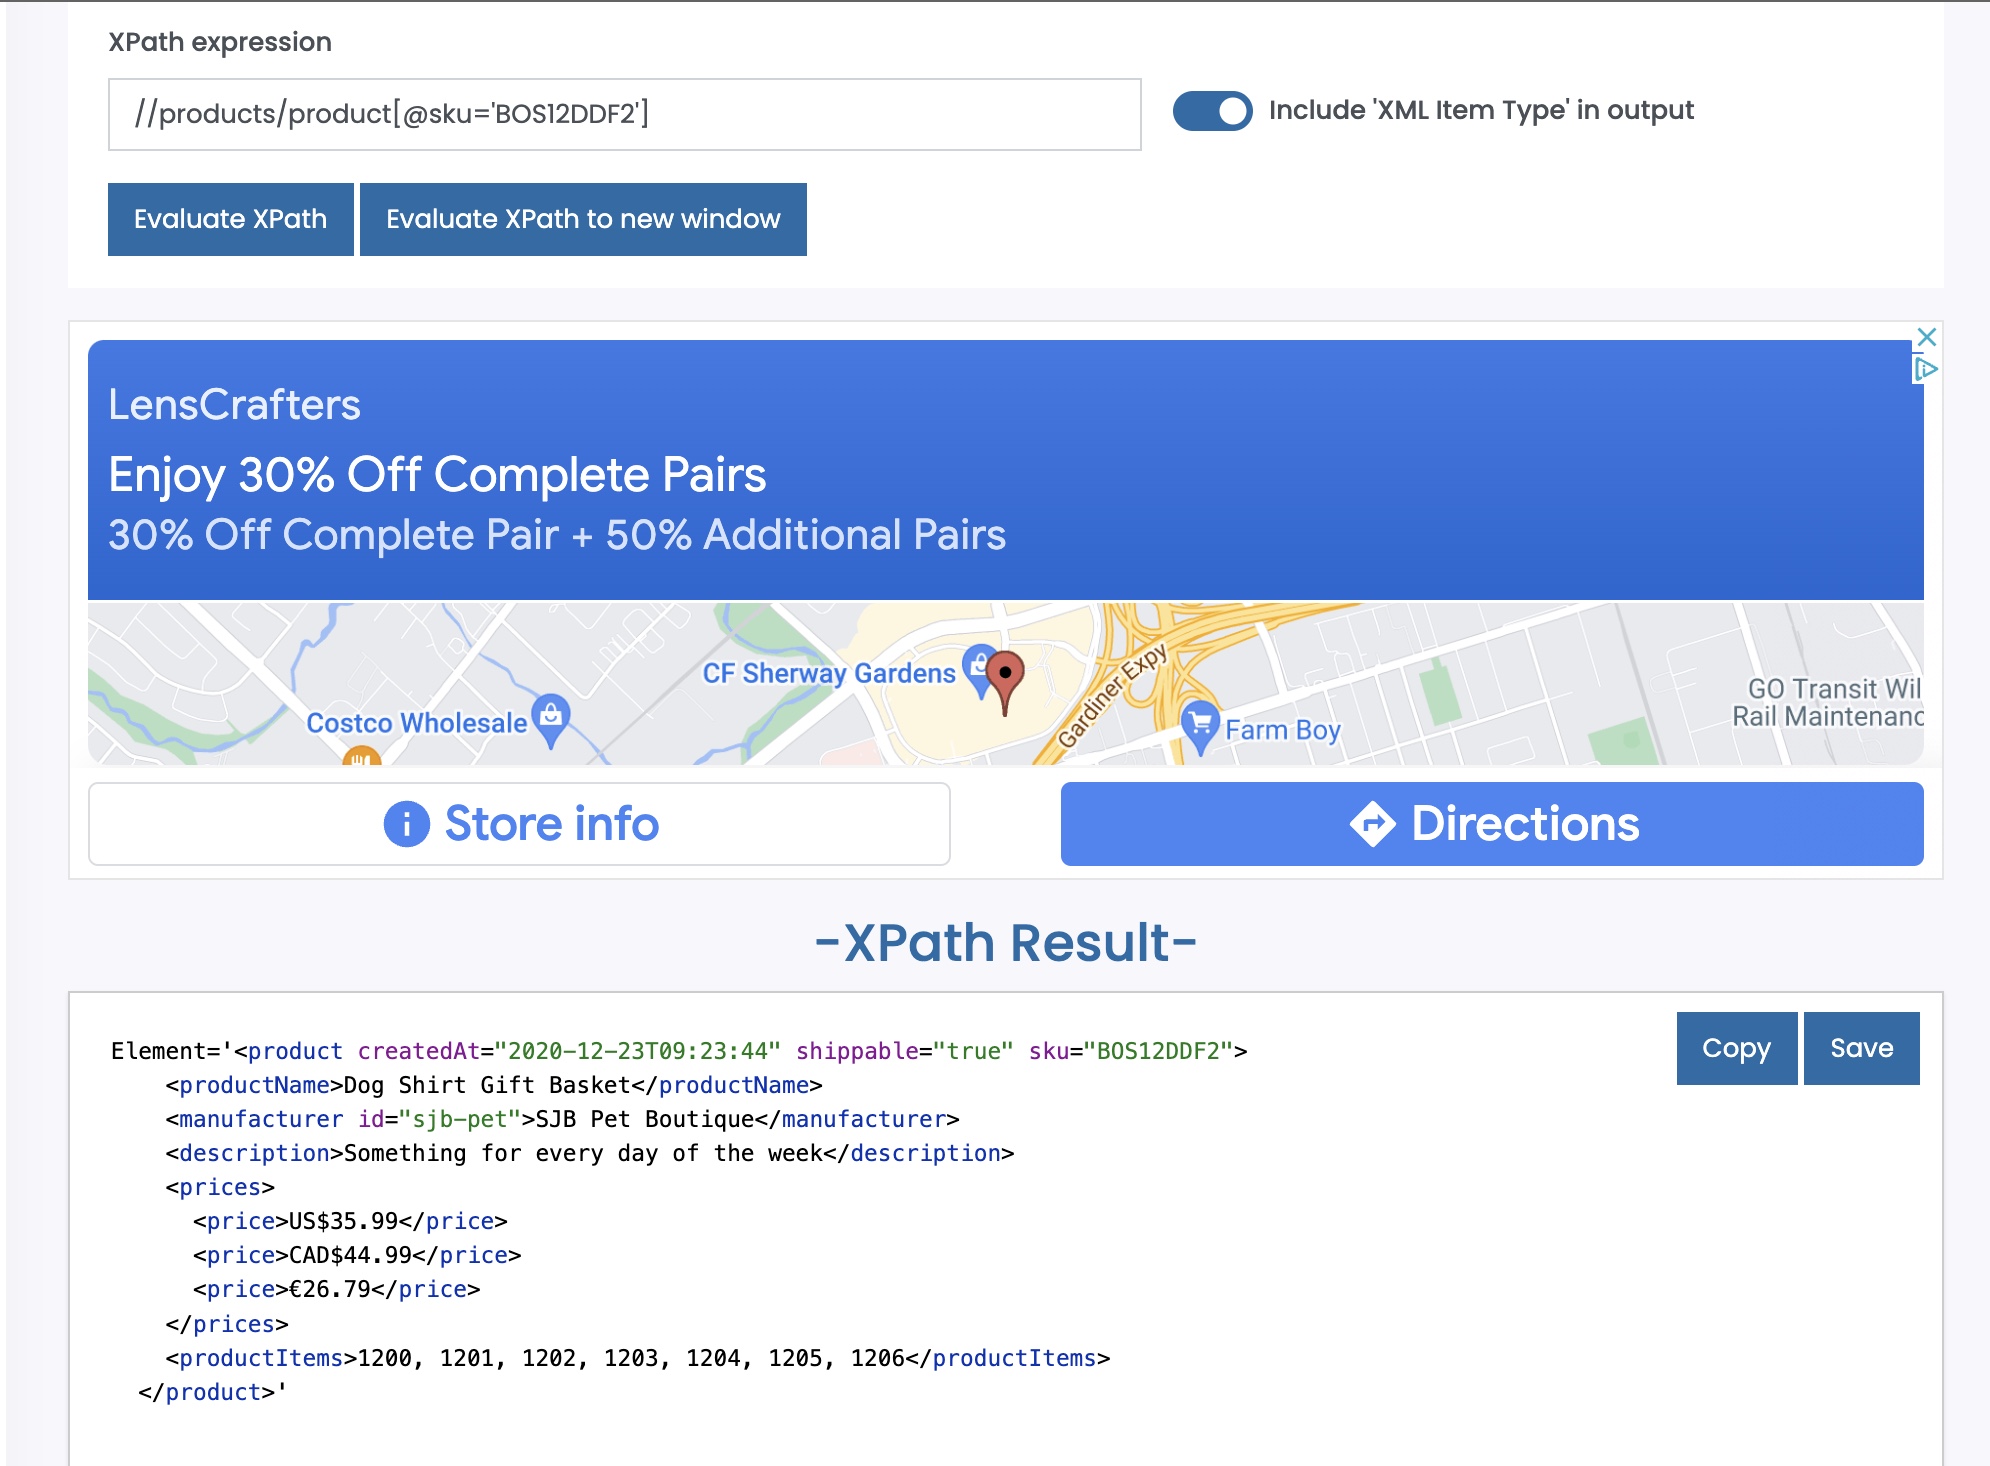 XPath expression
//products/product[@sku='BOS12DDF2']
Include 'XML Item Type' in output
Evaluate XPath
Evaluate XPath to new window
LensCrafters
Enjoy 30% Off Complete Pairs
30% Off Complete Pair + 50% Additional Pairs
CF Sherway Gardens
Gardiner Expy
Costco Wholesale
Farm Boy
GO Transit Wil
Rail Maintenanc
Store info
Directions
-XPath Result-
Copy
Save
Element='<product createdAt="2020-12-23T09:23:44" shippable="true" sku="BOS12DDF2">
    <productName>Dog Shirt Gift Basket</productName>
    <manufacturer id="sjb-pet">SJB Pet Boutique</manufacturer>
    <description>Something for every day of the week</description>
    <prices>
      <price>US$35.99</price>
      <price>CAD$44.99</price>
      <price>€26.79</price>
    </prices>
    <productItems>1200, 1201, 1202, 1203, 1204, 1205, 1206</productItems>
  </product>'